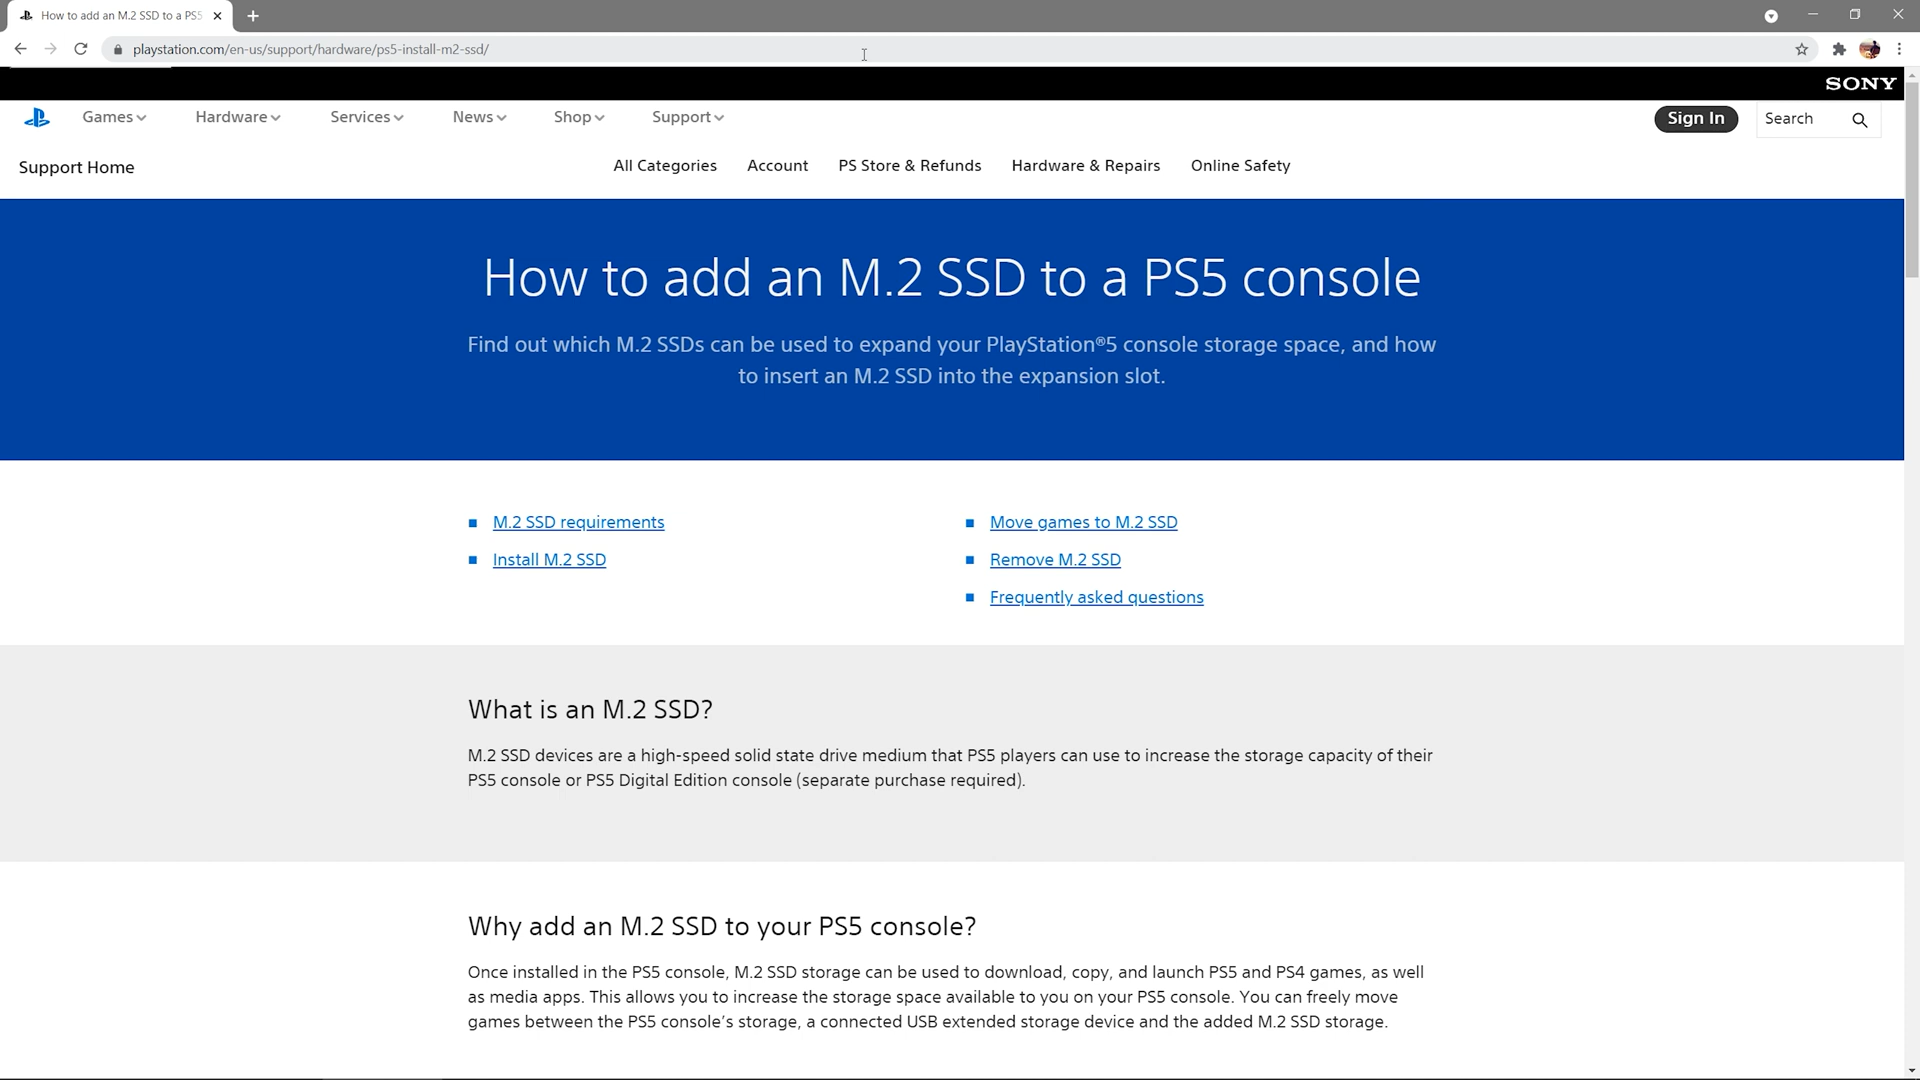 How to add an M.2 SSD to a PS5
playstation.com/en-us/support/hardware/ps5-install-m2-ssd/
SONY
Games Hardware Services News Shop Support Sign In Search
Support Home All Categories Account PS Store & Refunds Hardware & Repairs Online Safety
How to add an M.2 SSD to a PS5 console
Find out which M.2 SSDs can be used to expand your PlayStation®5 console storage space, and how
to insert an M.2 SSD into the expansion slot.
M.2 SSD requirements
Install M.2 SSD
Move games to M.2 SSD
Remove M.2 SSD
Frequently asked questions
What is an M.2 SSD?
M.2 SSD devices are a high-speed solid state drive medium that PS5 players can use to increase the storage capacity of their
PS5 console or PS5 Digital Edition console (separate purchase required).
Why add an M.2 SSD to your PS5 console?
Once installed in the PS5 console, M.2 SSD storage can be used to download, copy, and launch PS5 and PS4 games, as well
as media apps. This allows you to increase the storage space available to you on your PS5 console. You can freely move
games between the PS5 console’s storage, a connected USB extended storage device and the added M.2 SSD storage.